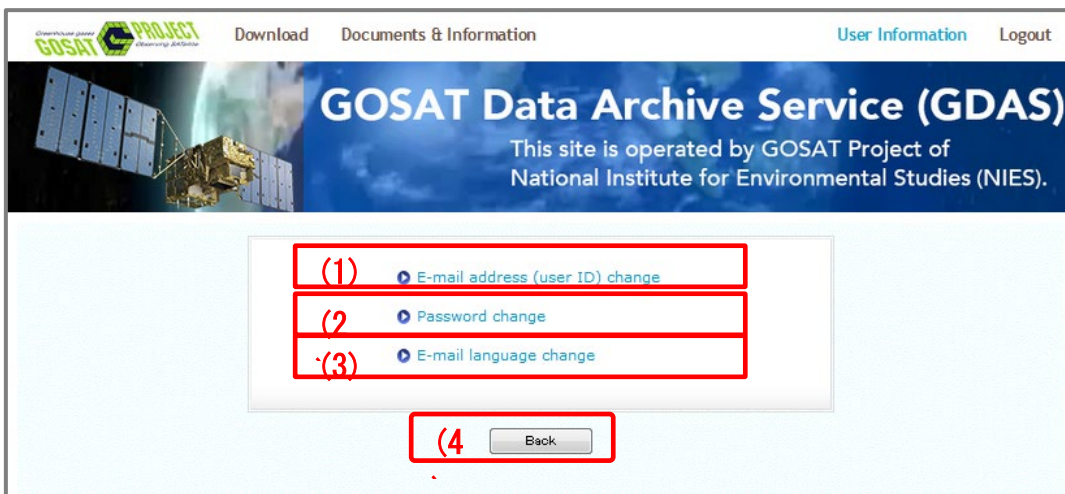 Greenhouse gases
GOSAT PROJECT
Observing SATellite
Download Documents & Information User Information Logout
GOSAT Data Archive Service (GDAS)
This site is operated by GOSAT Project of
National Institute for Environmental Studies (NIES).
(1) E-mail address (user ID) change
(2 Password change
(3) E-mail language change
(4 Back